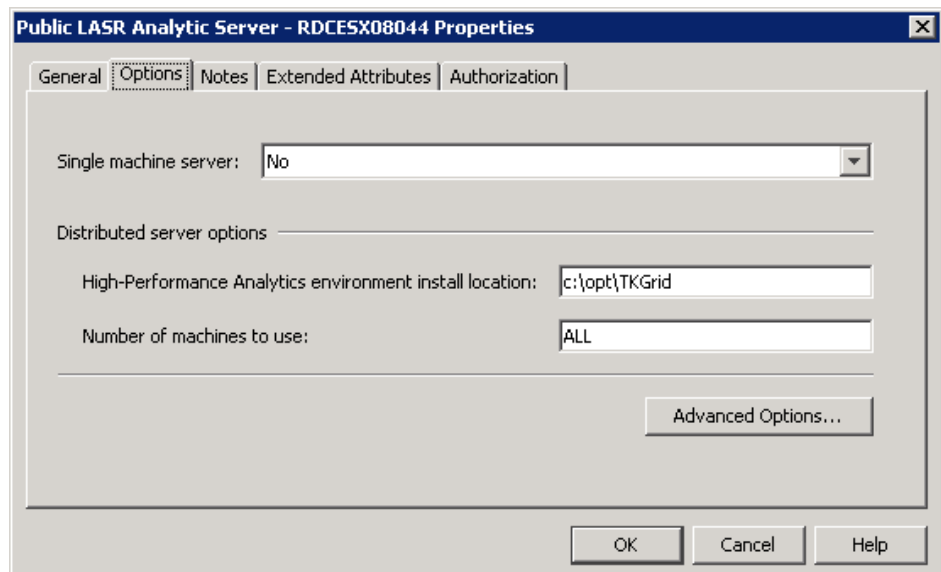 Public LASR Analytic Server - RDCESX08044 Properties
General Options Notes Extended Attributes Authorization
Single machine server: No
Distributed server options
High-Performance Analytics environment install location: c:\opt\TKGrid
Number of machines to use: ALL
Advanced Options...
OK Cancel Help